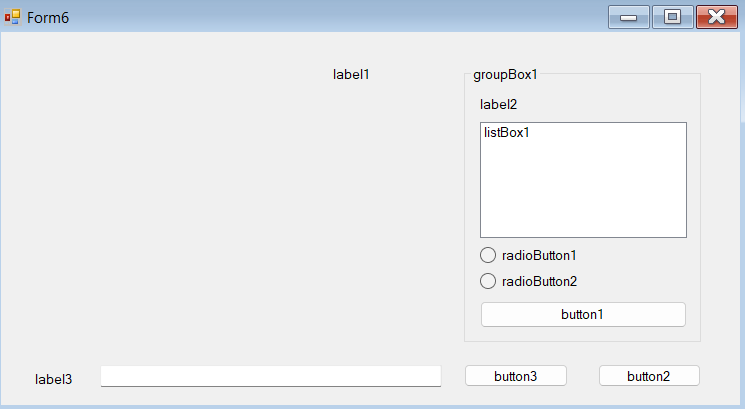 Form6
label1
groupBox1
label2
listBox1
radioButton1
radioButton2
button1
label3
button3
button2